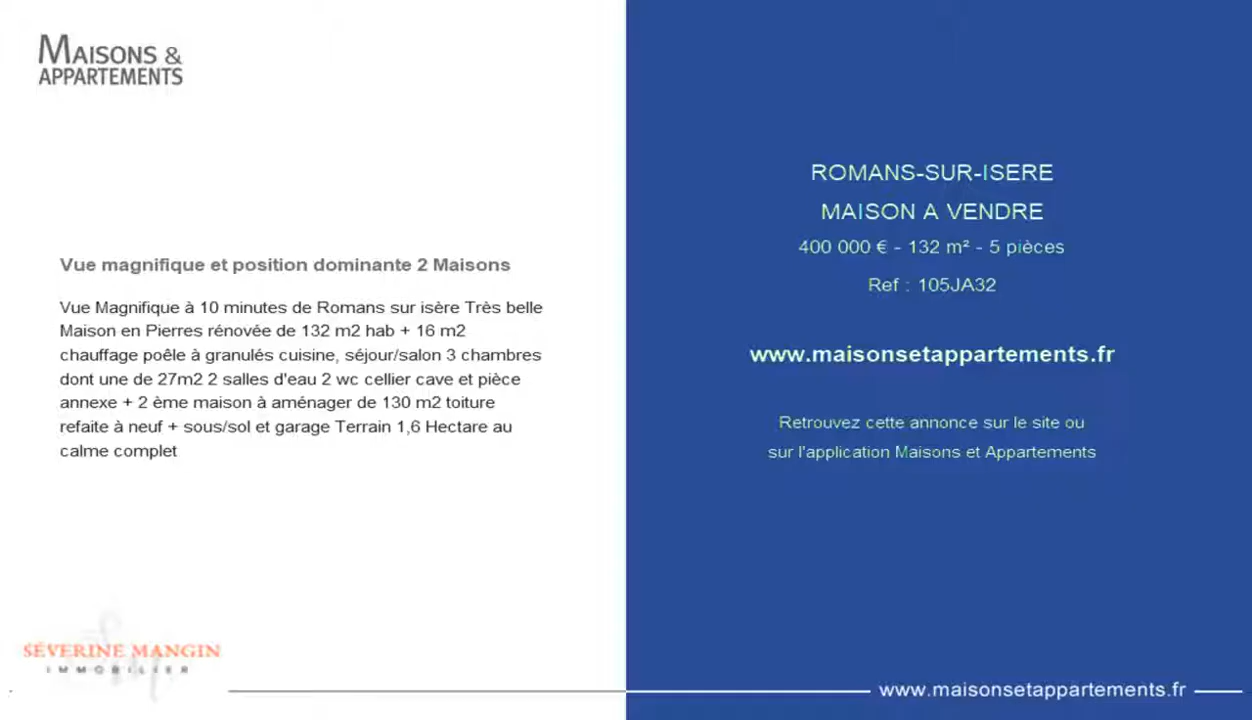 MAISONS &
APPARTEMENTS
Vue magnifique et position dominante 2 Maisons
Vue Magnifique à 10 minutes de Romans sur isère Très belle
Maison en Pierres rénovée de 132 m2 hab + 16 m2
chauffage poêle à granulés cuisine, séjour/salon 3 chambres
dont une de 27m2 2 salles d'eau 2 wc cellier cave et pièce
annexe + 2 ème maison à aménager de 130 m2 toiture
refaite à neuf + sous/sol et garage Terrain 1,6 Hectare au
calme complet
SÉVERINE MANGIN
IMMOBILIER
ROMANS-SUR-ISERE
MAISON A VENDRE
400 000 € - 132 m² - 5 pièces
Ref : 105JA32
www.maisonsetappartements.fr
Retrouvez cette annonce sur le site ou
sur l'application Maisons et Appartements
www.maisonsetappartements.fr